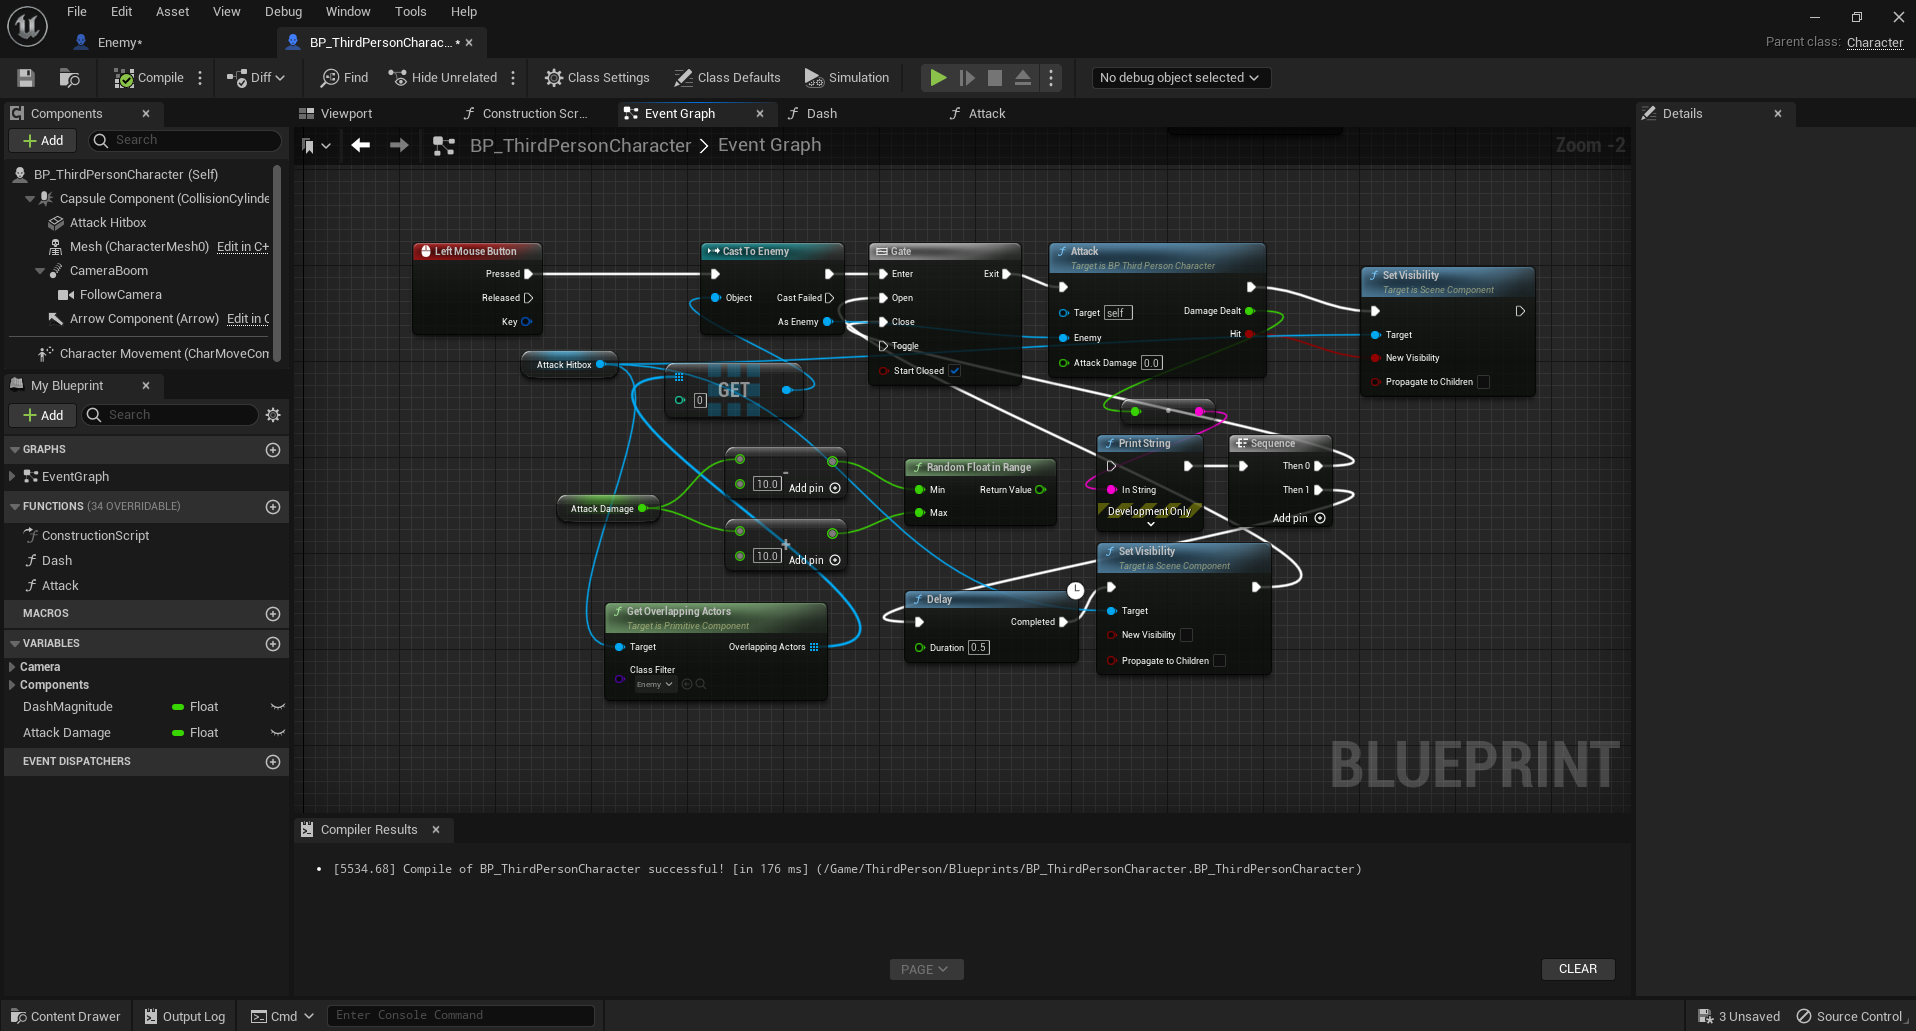 File Edit Asset View Debug Window Tools Help
Enemy*
BP_ThirdPersonCharac... *
Parent class: Character
Compile
Diff
Find
Hide Unrelated
Class Settings
Class Defaults
Simulation
No debug object selected
Components
Add
Search
BP_ThirdPersonCharacter (Self)
Capsule Component (CollisionCylinde
Attack Hitbox
Mesh (CharacterMesh0) Edit in C+
CameraBoom
FollowCamera
Arrow Component (Arrow) Edit in C
Character Movement (CharMoveCom
My Blueprint
Add
Search
GRAPHS
EventGraph
FUNCTIONS (34 OVERRIDABLE)
ConstructionScript
Dash
Attack
MACROS
VARIABLES
Camera
Components
DashMagnitude Float
Attack Damage Float
EVENT DISPATCHERS
Viewport
Construction Scr...
Event Graph
Dash
Attack
BP_ThirdPersonCharacter > Event Graph
Zoom -2
Left Mouse Button
Pressed
Released
Key
Cast To Enemy
Object
Cast Failed
As Enemy
Gate
Enter
Exit
Open
Close
Toggle
Start Closed
Attack
Target is BP Third Person Character
Target self
Damage Dealt
Hit
Enemy
Attack Damage 0.0
Set Visibility
Target is Scene Component
Target
New Visibility
Propagate to Children
Attack Hitbox
GET
0
-
10.0
Add pin
+
10.0
Add pin
Attack Damage
Random Float in Range
Min
Return Value
Max
Print String
In String
Development Only
Sequence
Then 0
Then 1
Add pin
Get Overlapping Actors
Target is Primitive Component
Target
Overlapping Actors
Class Filter
Enemy
Delay
Completed
Duration 0.5
Set Visibility
Target is Scene Component
Target
New Visibility
Propagate to Children
BLUEPRINT
Compiler Results
[5534.68] Compile of BP_ThirdPersonCharacter successful! [in 176 ms] (/Game/ThirdPerson/Blueprints/BP_ThirdPersonCharacter.BP_ThirdPersonCharacter)
PAGE
CLEAR
Details
Content Drawer
Output Log
Cmd
Enter Console Command
3 Unsaved
Source Control